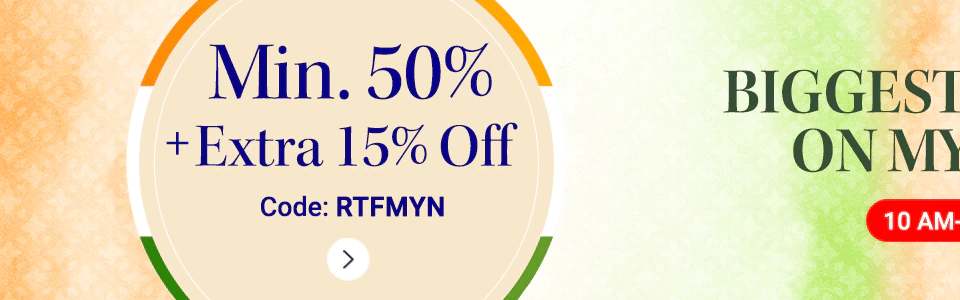 Min. 50%
+Extra 15% Off
Code: RTFMYN
BIGGEST
ON MY
10 AM-